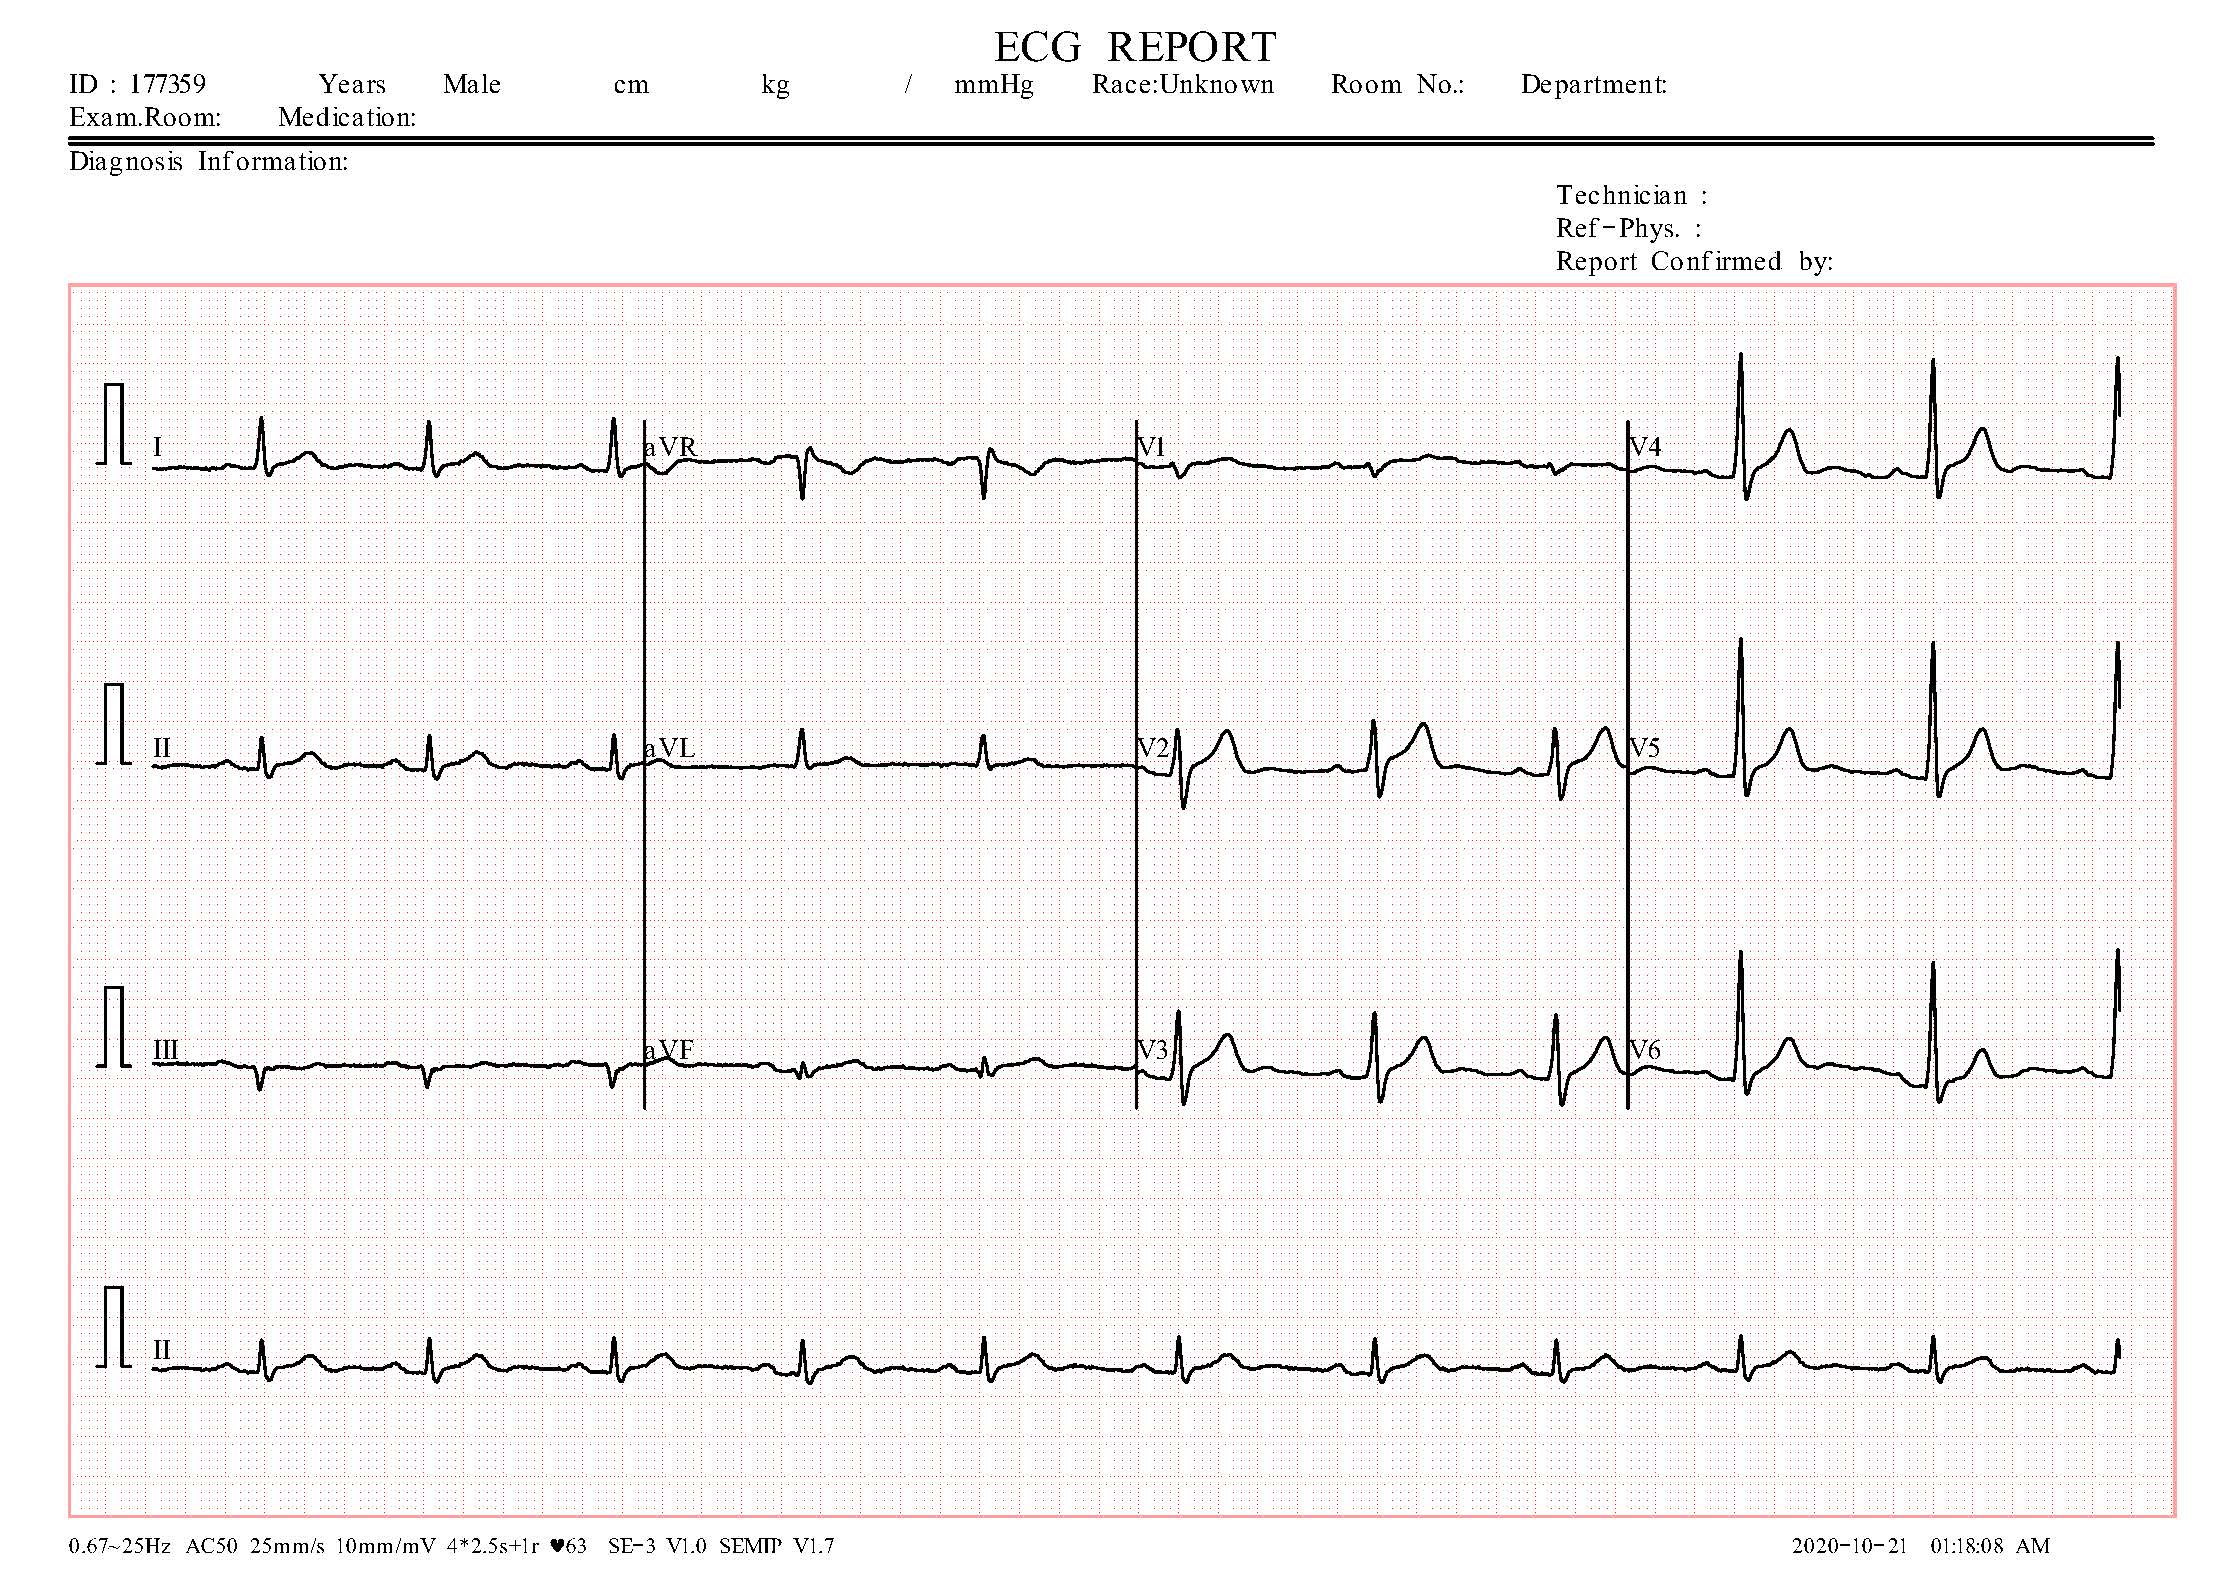 ECG REPORT
ID : 177359 Years Male cm kg / mmHg Race:Unknown Room No.: Department:
Exam.Room: Medication:
Diagnosis Information:
Technician :
Ref-Phys. :
Report Confirmed by:
I aVR V1 V4
II aVL V2 V5
III aVF V3 V6
II
0.67~25Hz AC50 25mm/s 10mm/mV 4*2.5s+1r ♥63 SE-3 V1.0 SEMIP V1.7 2020-10-21 01:18:08 AM